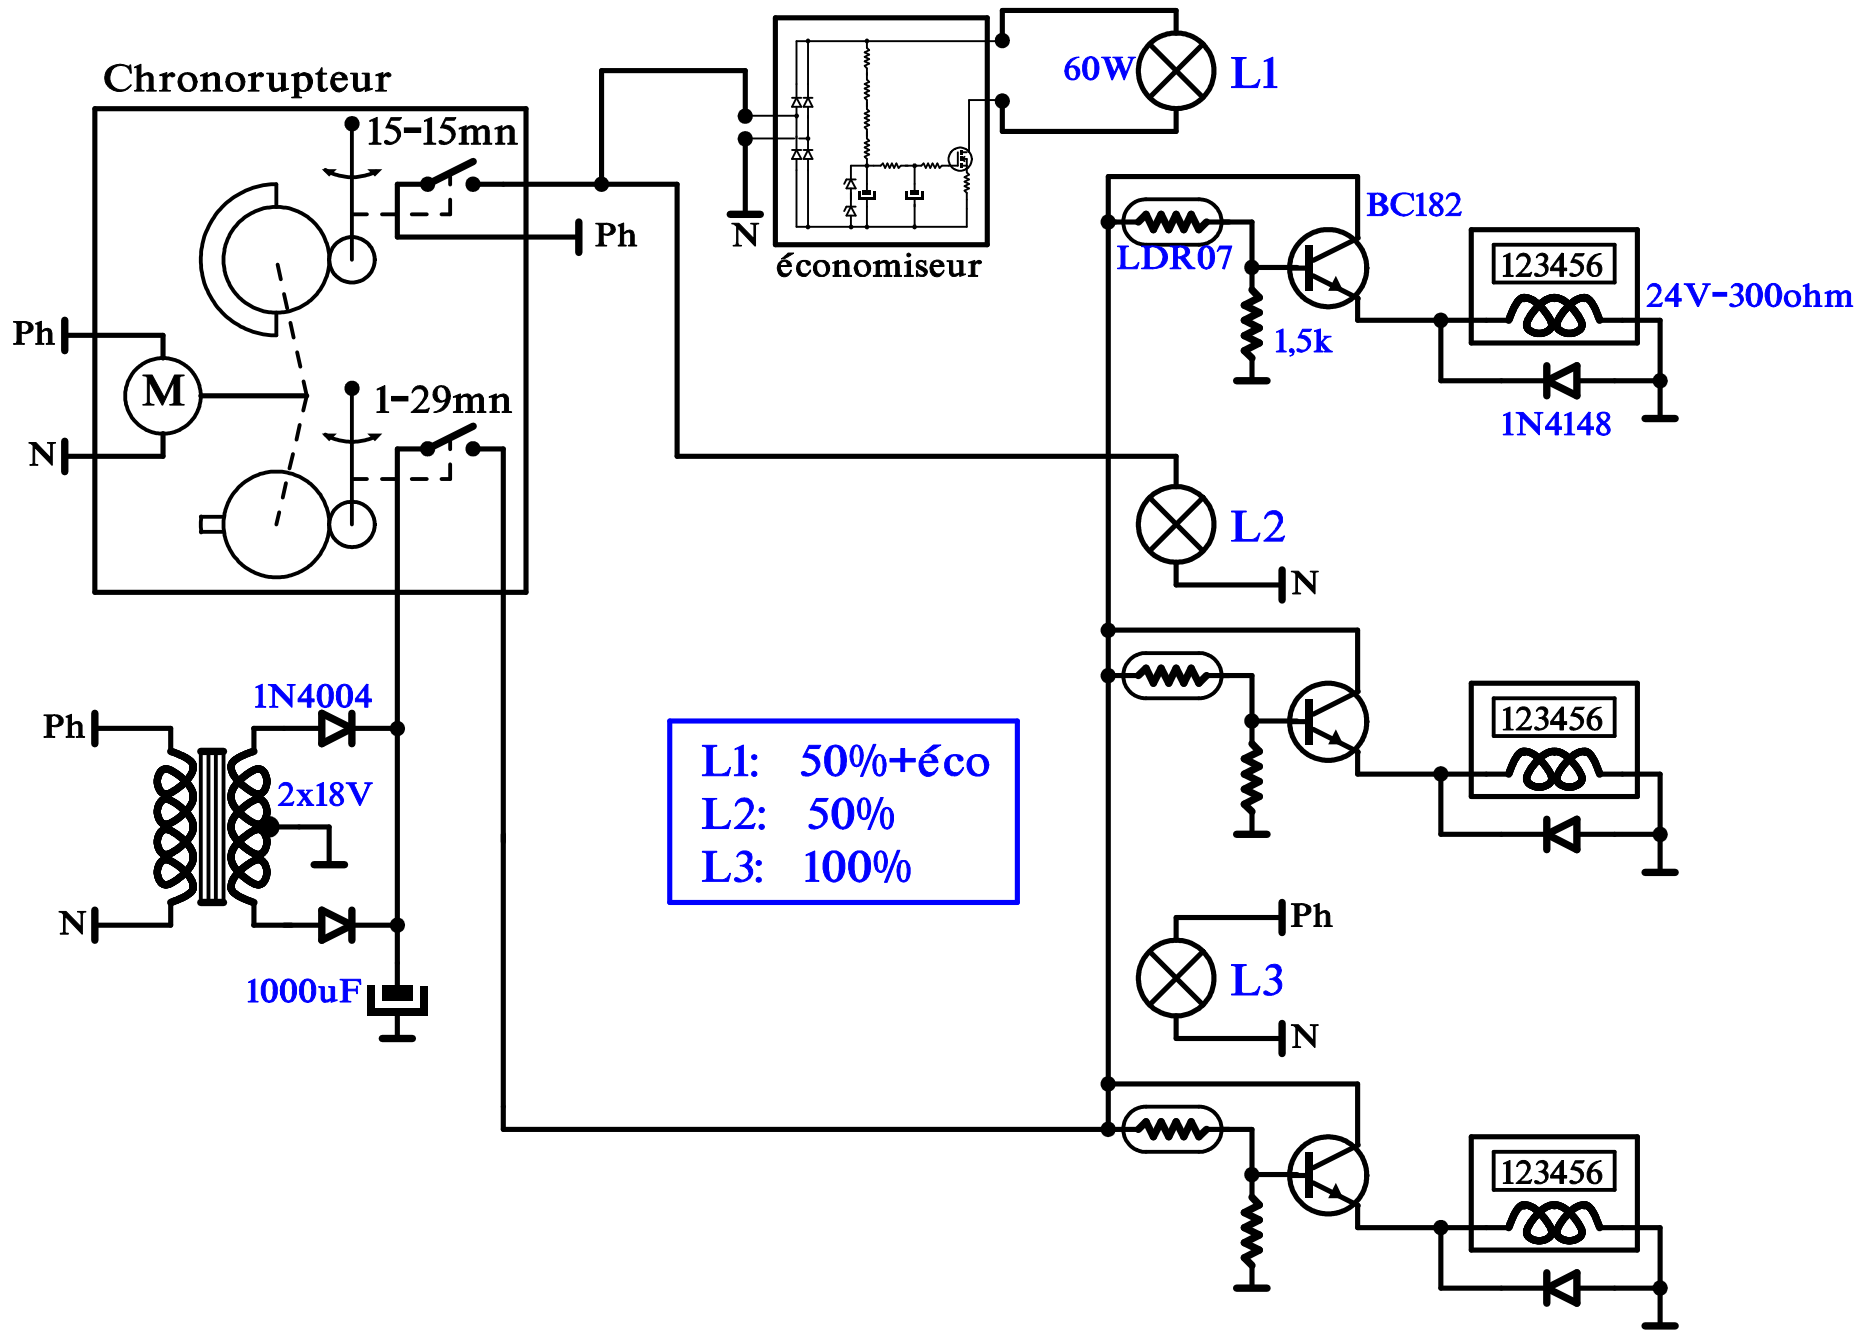 Chronorupteur
15-15mn
Ph
Ph
M
N
1-29mn
N
économiseur
60W
L1
BC182
LDR07
1,5k
123456
24V-300ohm
1N4148
L2
N
Ph
1N4004
2x18V
N
1000uF
L1: 50%+éco
L2: 50%
L3: 100%
123456
Ph
L3
N
123456